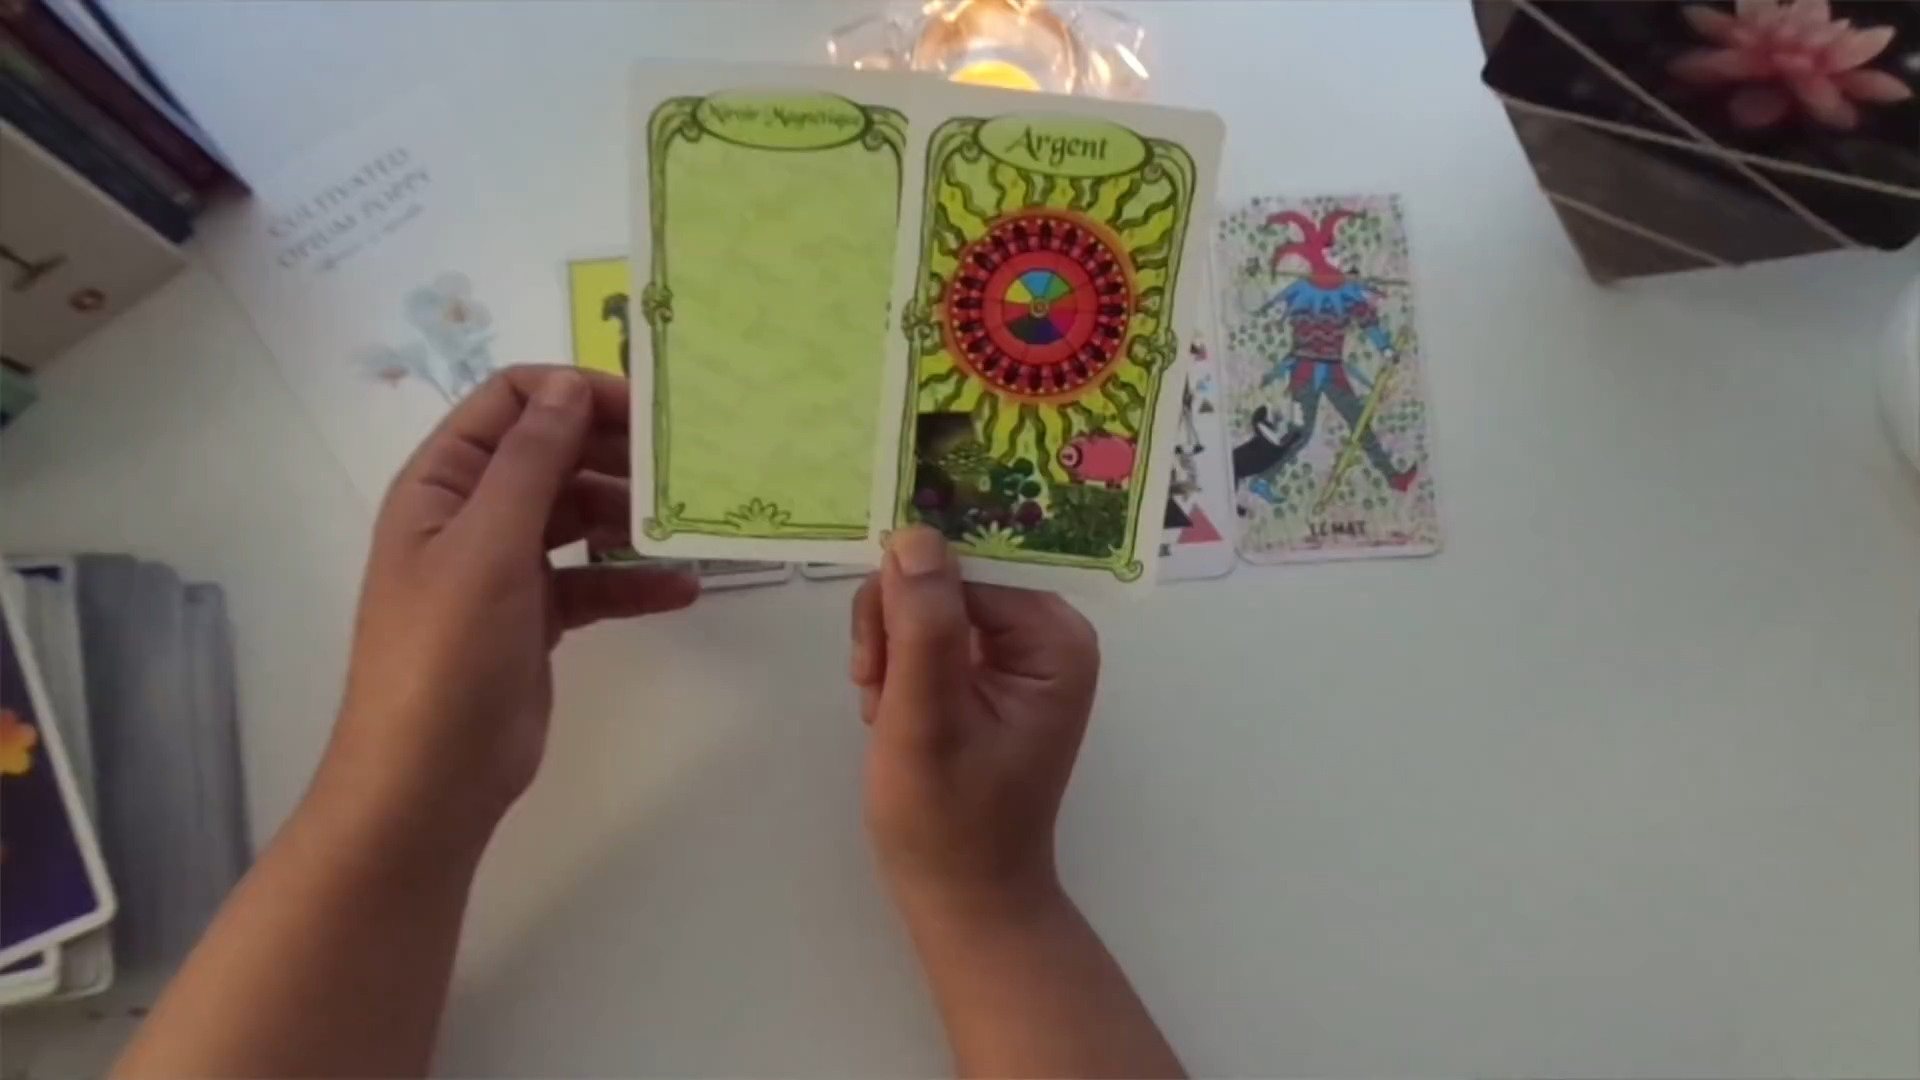 Miroir Magnétique
Argent
CULTIVATED
OPIUM POPPY
LE MAT